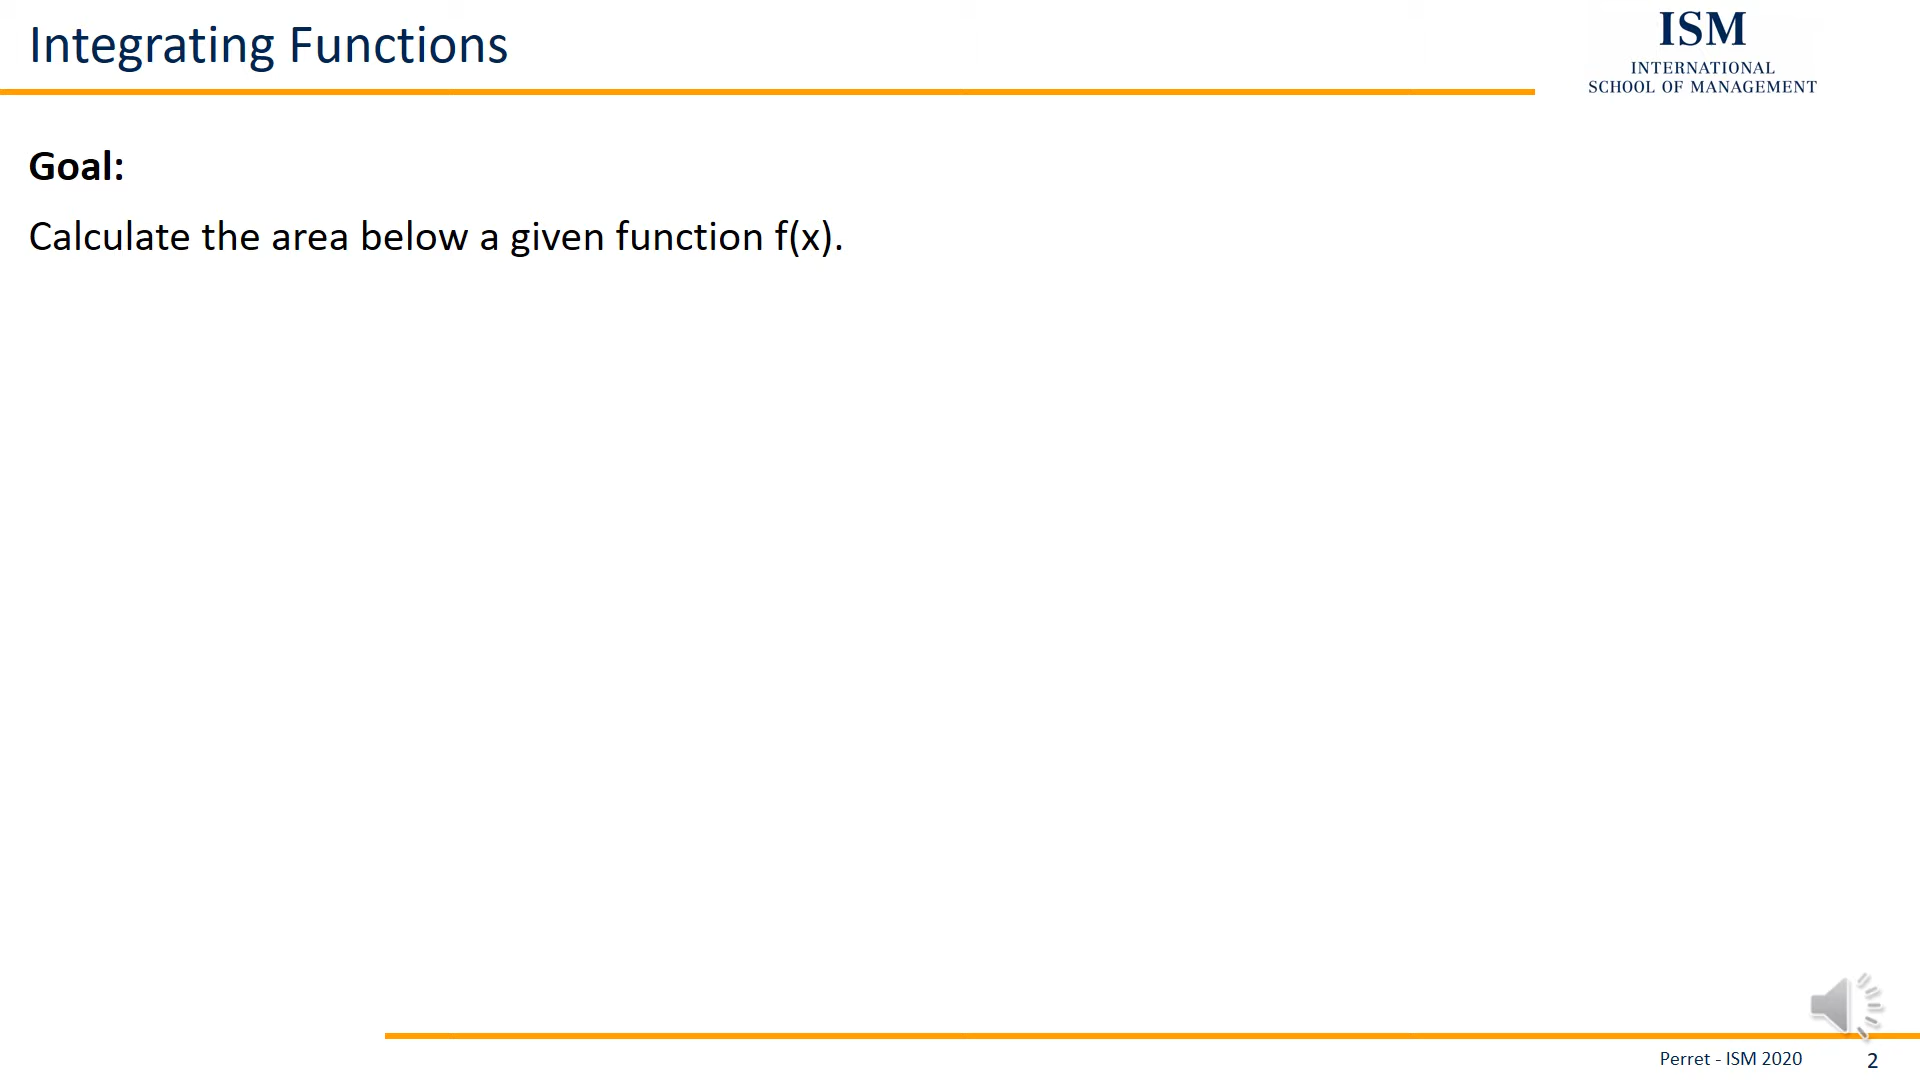 Integrating Functions
ISM
INTERNATIONAL
SCHOOL OF MANAGEMENT
Goal:
Calculate the area below a given function f(x).
Perret - ISM 2020
2